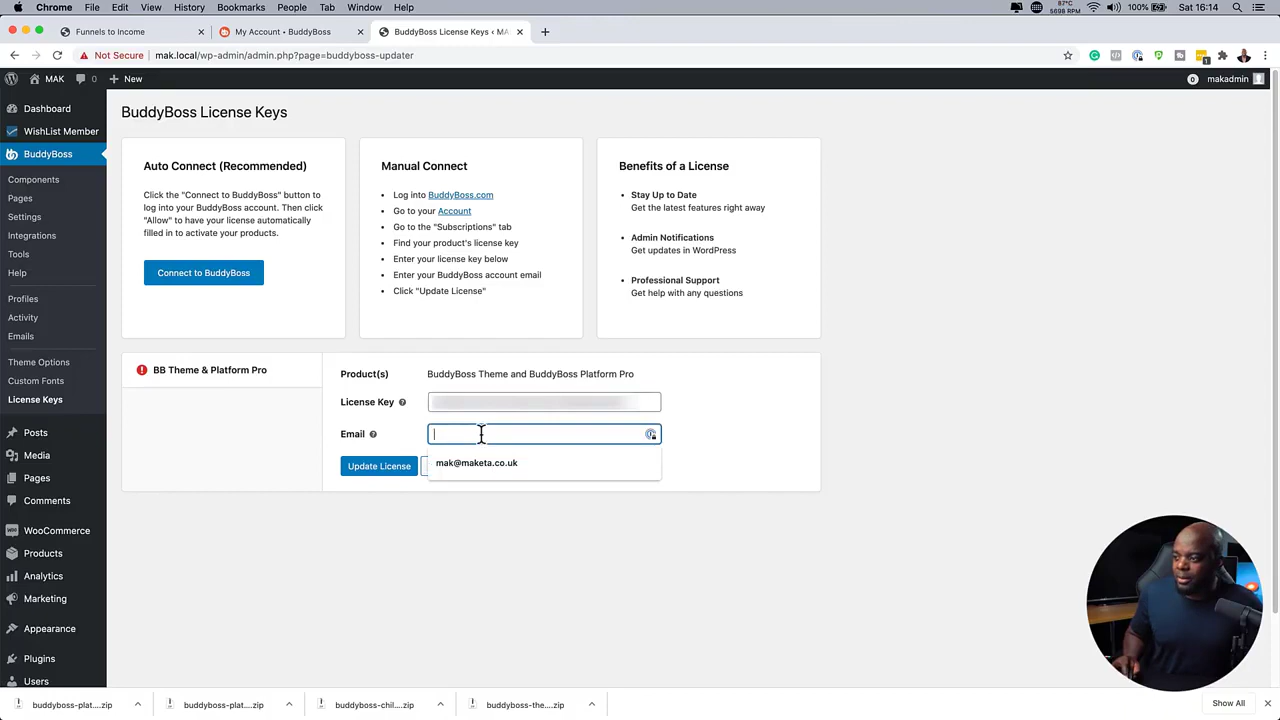 Chrome File Edit View History Bookmarks People Tab Window Help
87°C
5698 RPM
100%
Sat 16:14
Funnels to Income
My Account • BuddyBoss
BuddyBoss License Keys ‹ MA
Not Secure
mak.local/wp-admin/admin.php?page=buddyboss-updater
1
MAK
0
New
0
makadmin
Dashboard
WishList Member
BuddyBoss
Components
Pages
Settings
Integrations
Tools
Help
Profiles
Activity
Emails
Theme Options
Custom Fonts
License Keys
Posts
Media
Pages
Comments
WooCommerce
Products
Analytics
Marketing
Appearance
Plugins
Users
BuddyBoss License Keys
Auto Connect (Recommended)
Click the "Connect to BuddyBoss" button to
log into your BuddyBoss account. Then click
"Allow" to have your license automatically
filled in to activate your products.
Connect to BuddyBoss
Manual Connect
• Log into BuddyBoss.com
• Go to your Account
• Go to the "Subscriptions" tab
• Find your product's license key
• Enter your license key below
• Enter your BuddyBoss account email
• Click "Update License"
Benefits of a License
• Stay Up to Date
Get the latest features right away
• Admin Notifications
Get updates in WordPress
• Professional Support
Get help with any questions
BB Theme & Platform Pro
Product(s)
BuddyBoss Theme and BuddyBoss Platform Pro
License Key
Email
mak@maketa.co.uk
Update License
buddyboss-plat....zip
buddyboss-plat....zip
buddyboss-chil....zip
buddyboss-the....zip
Show All